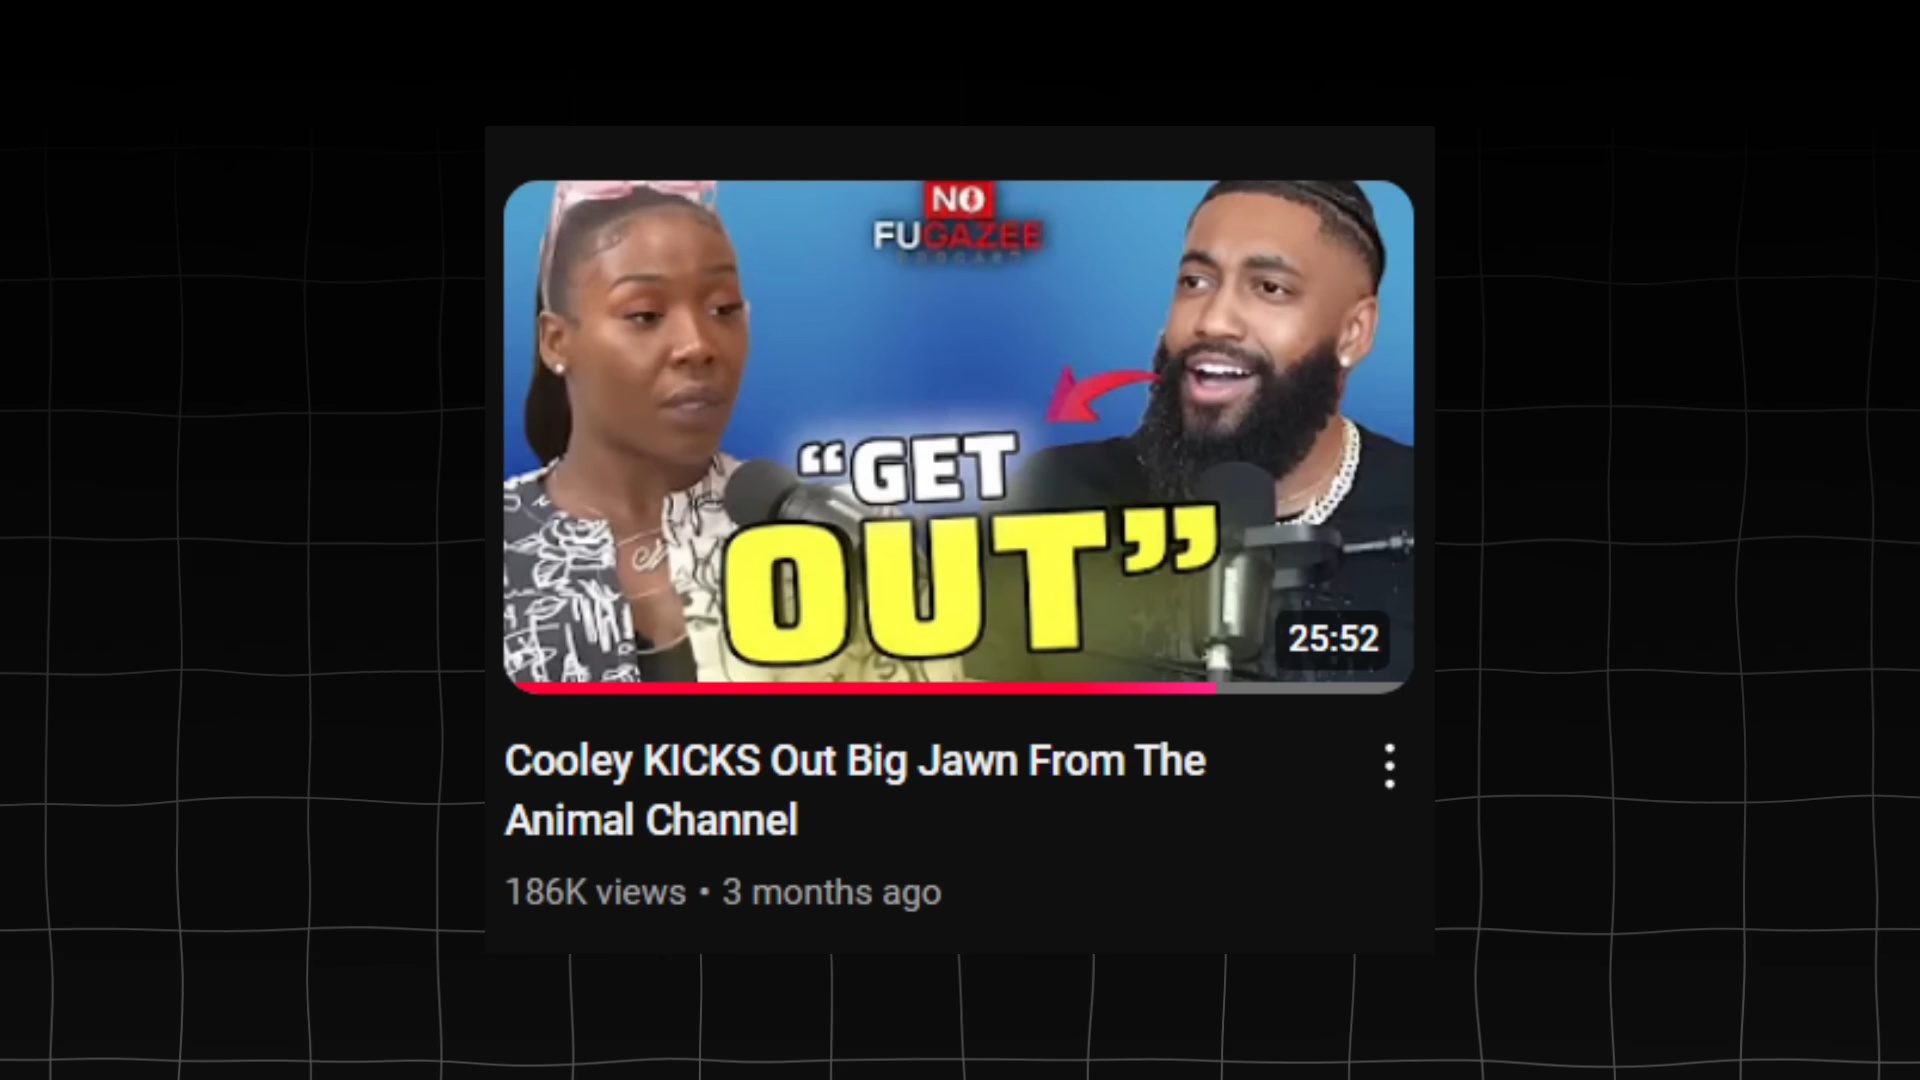 NO
FUGAZEE
PODCAST
“GET
OUT”
25:52
Cooley KICKS Out Big Jawn From The
Animal Channel
186K views • 3 months ago